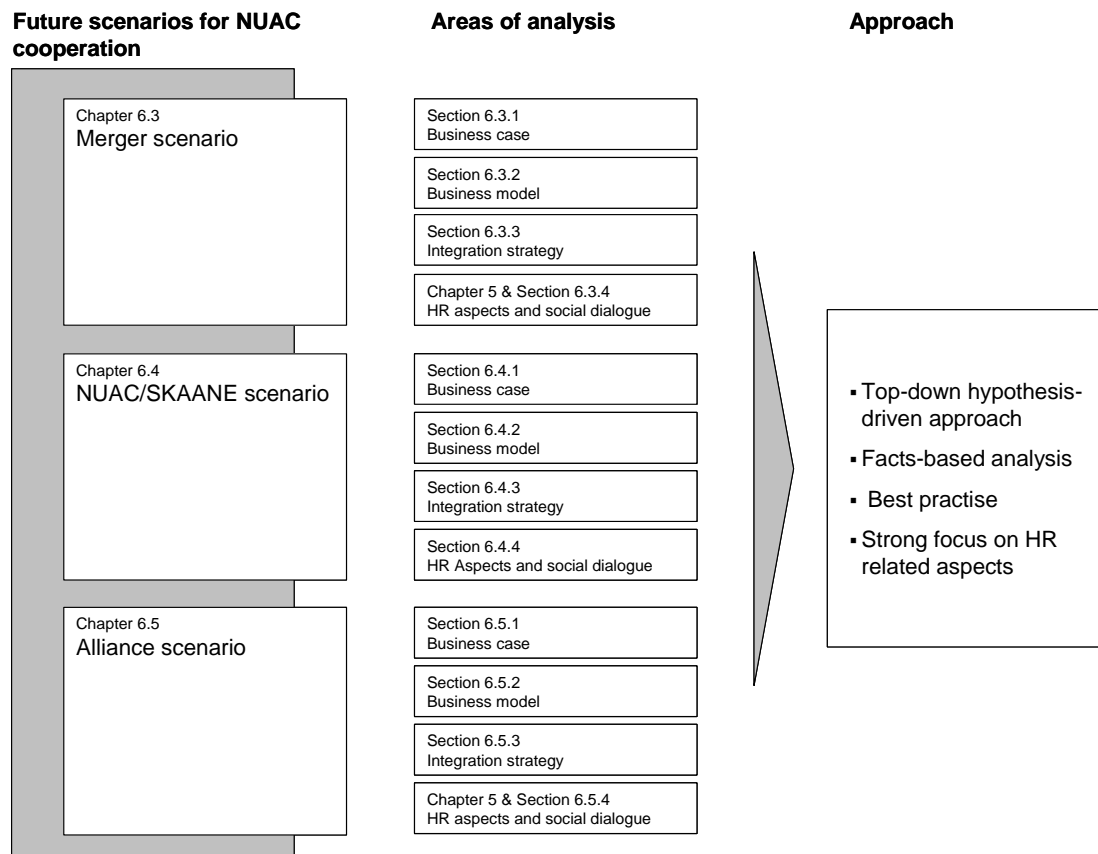 Future scenarios for NUAC
cooperation
Areas of analysis
Approach
Chapter 6.3
Merger scenario
Section 6.3.1
Business case
Section 6.3.2
Business model
Section 6.3.3
Integration strategy
Chapter 5 & Section 6.3.4
HR aspects and social dialogue
Chapter 6.4
NUAC/SKAANE scenario
Section 6.4.1
Business case
Section 6.4.2
Business model
Section 6.4.3
Integration strategy
Section 6.4.4
HR Aspects and social dialogue
Chapter 6.5
Alliance scenario
Section 6.5.1
Business case
Section 6.5.2
Business model
Section 6.5.3
Integration strategy
Chapter 5 & Section 6.5.4
HR aspects and social dialogue
▪ Top-down hypothesis-
driven approach
▪ Facts-based analysis
▪ Best practise
▪ Strong focus on HR
related aspects